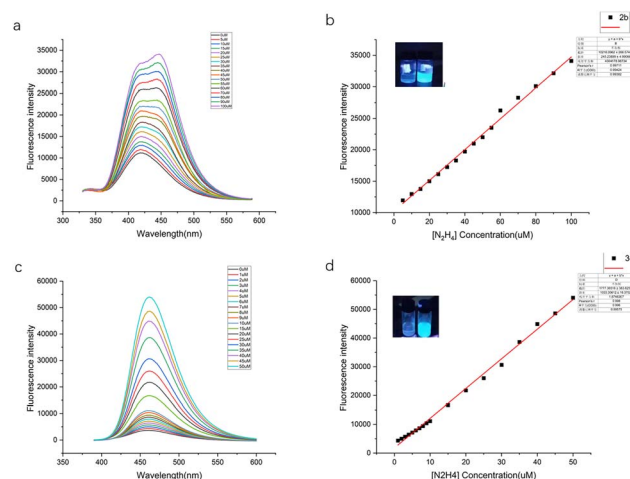 a
35000
30000
25000
20000
15000
10000
5000
0
300
350
400
450
500
550
600
Fluorescence intensity
Wavelength(nm)
0uM
5uM
10uM
15uM
20uM
25uM
30uM
35uM
40uM
45uM
50uM
55uM
60uM
70uM
80uM
90uM
100uM
b
40000
35000
30000
25000
20000
15000
10000
0
20
40
60
80
100
Fluorescence intensity
[N₂H₄] Concentration(uM)
2b
c
60000
50000
40000
30000
20000
10000
0
350
400
450
500
550
600
Fluorescence intensity
Wavelength(nm)
0uM
1uM
2uM
3uM
4uM
5uM
6uM
7uM
8uM
9uM
10uM
15uM
20uM
25uM
30uM
35uM
40uM
45uM
50uM
d
60000
50000
40000
30000
20000
10000
0
0
10
20
30
40
50
Fluorescence intensity
[N2H4] Concentration(uM)